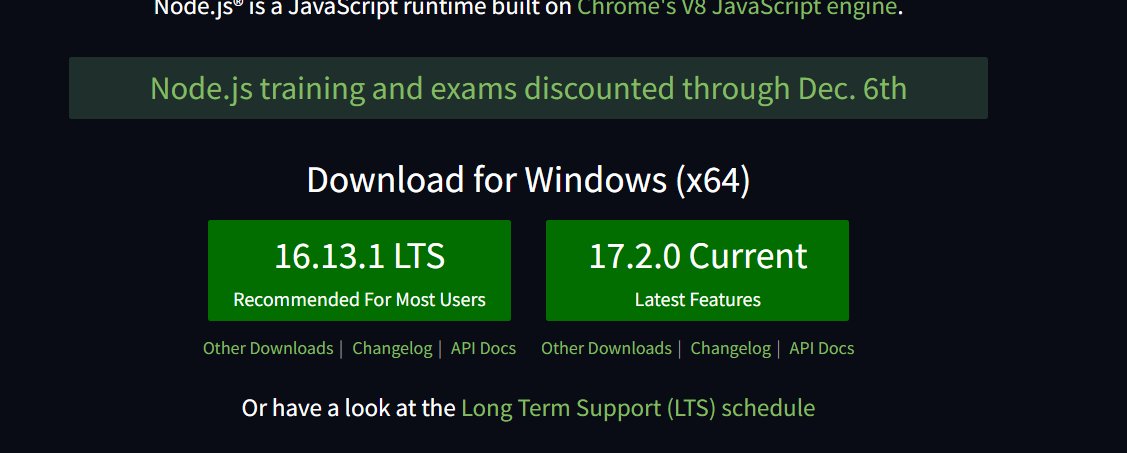 Node.js® is a JavaScript runtime built on Chrome's V8 JavaScript engine.
Node.js training and exams discounted through Dec. 6th
Download for Windows (x64)
16.13.1 LTS
Recommended For Most Users
17.2.0 Current
Latest Features
Other Downloads | Changelog | API Docs
Other Downloads | Changelog | API Docs
Or have a look at the Long Term Support (LTS) schedule